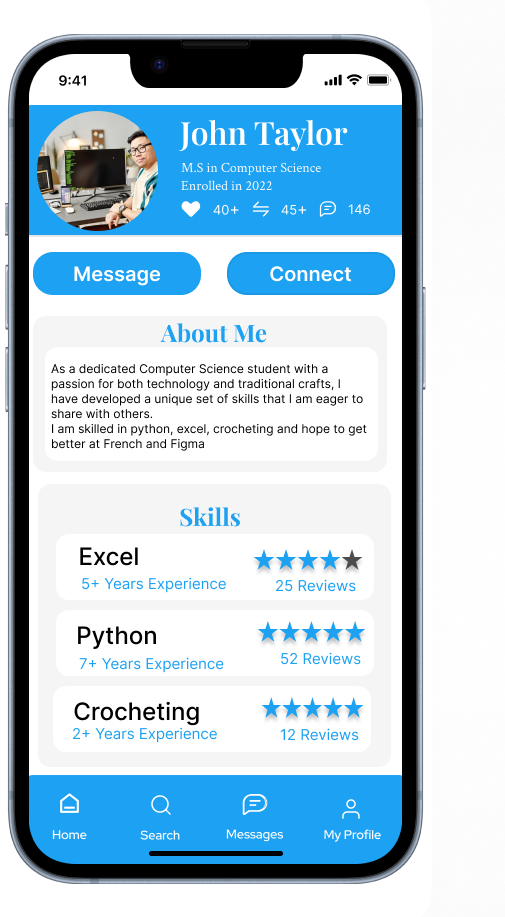 9:41
John Taylor
M.S in Computer Science
Enrolled in 2022
40+ 45+ 146
Message Connect
About Me
As a dedicated Computer Science student with a
passion for both technology and traditional crafts, I
have developed a unique set of skills that I am eager to
share with others.
I am skilled in python, excel, crocheting and hope to get
better at French and Figma
Skills
Excel
5+ Years Experience 25 Reviews
Python
7+ Years Experience 52 Reviews
Crocheting
2+ Years Experience 12 Reviews
Home Search Messages My Profile